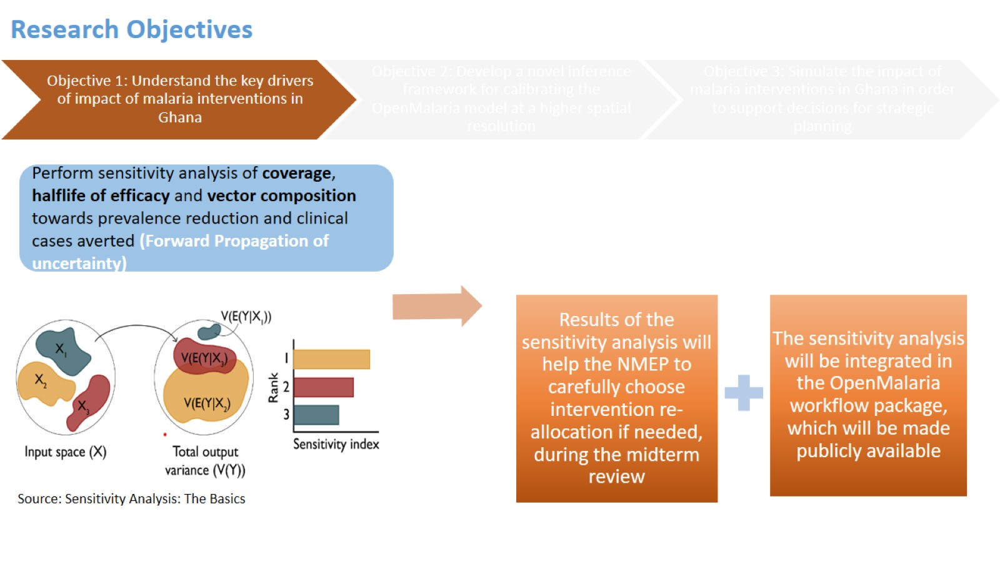 Research Objectives
Objective 1: Understand the key drivers
of impact of malaria interventions in
Ghana
Objective 2: Develop a novel inference
framework for calibrating the
OpenMalaria model at a higher spatial
resolution
Objective 3: Simulate the impact of
malaria interventions in Ghana in order
to support decisions for strategic
planning
Perform sensitivity analysis of coverage,
halflife of efficacy and vector composition
towards prevalence reduction and clinical
cases averted (Forward Propagation of
uncertainty)
X₁
X₂
X₃
Input space (X)
V(E(Y|X₁))
V(E(Y|X₃)
V(E(Y|X₂)
Total output
variance (V(Y))
Rank
1
2
3
Sensitivity index
Source: Sensitivity Analysis: The Basics
Results of the
sensitivity analysis will
help the NMEP to
carefully choose
intervention re-
allocation if needed,
during the midterm
review
The sensitivity analysis
will be integrated in
the OpenMalaria
workflow package,
which will be made
publicly available